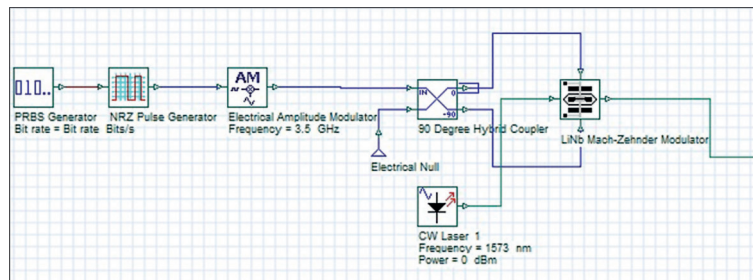 010..
AM
IN
0
-90
PRBS Generator
Bit rate = Bit rate Bits/s
NRZ Pulse Generator
Electrical Amplitude Modulator
Frequency = 3.5 GHz
90 Degree Hybrid Coupler
LiNb Mach-Zehnder Modulator
Electrical Null
CW Laser 1
Frequency = 1573 nm
Power = 0 dBm